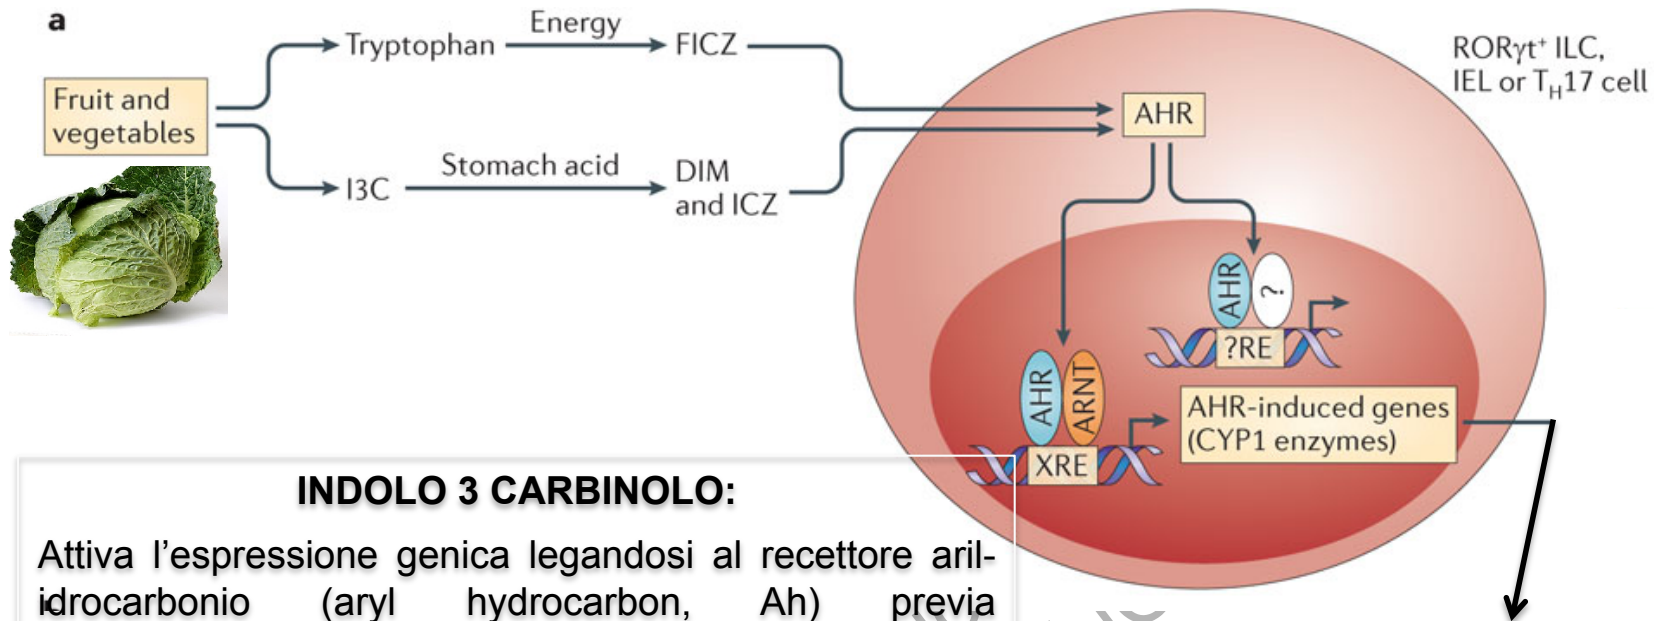 a
Fruit and
vegetables
Tryptophan
Energy
FICZ
I3C
Stomach acid
DIM
and ICZ
AHR
RORγt⁺ ILC,
IEL or T_H17 cell
AHR
?
?RE
AHR
ARNT
XRE
AHR-induced genes
(CYP1 enzymes)
INDOLO 3 CARBINOLO:
Attiva l’espressione genica legandosi al recettore aril-
idrocarbonio (aryl hydrocarbon, Ah) previa